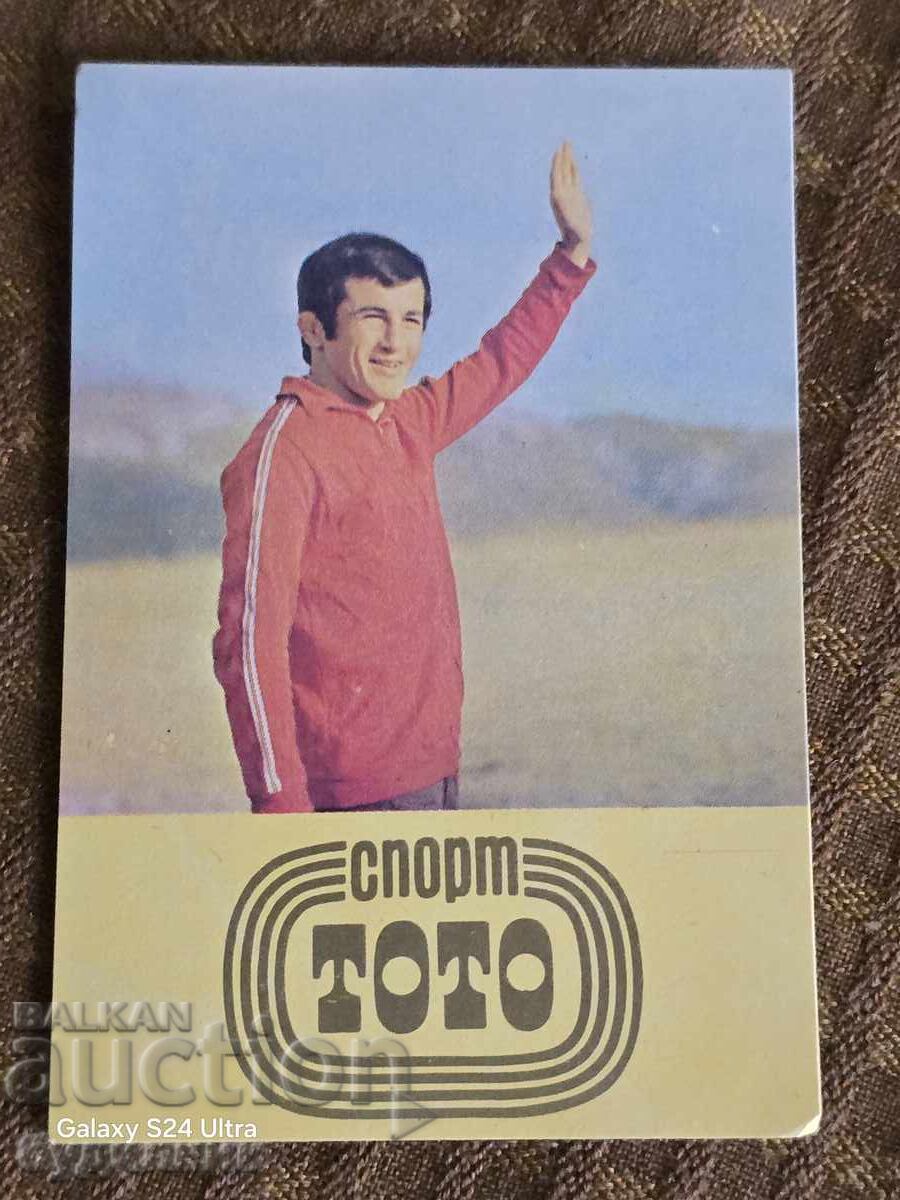 спорт
ТОТО
BALKAN
auction
Galaxy S24 Ultra